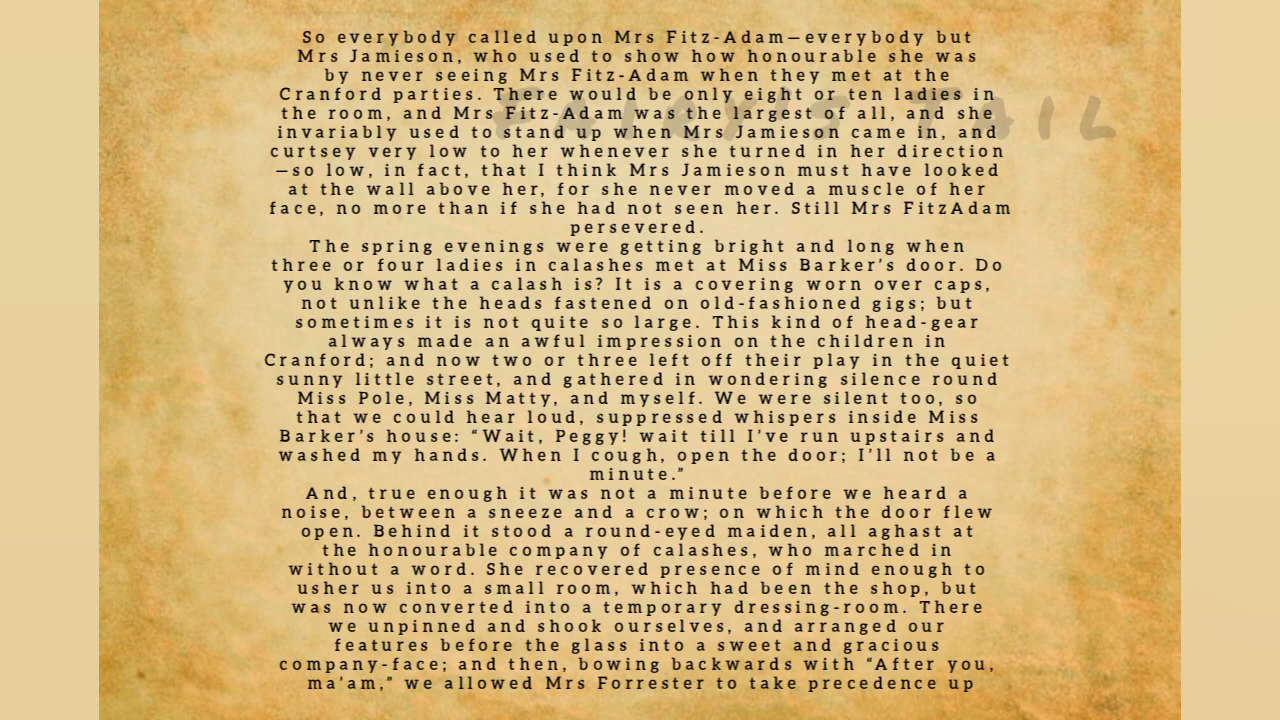 So everybody called upon Mrs Fitz-Adam—everybody but
Mrs Jamieson, who used to show how honourable she was
by never seeing Mrs Fitz-Adam when they met at the
Cranford parties. There would be only eight or ten ladies in
the room, and Mrs Fitz-Adam was the largest of all, and she
invariably used to stand up when Mrs Jamieson came in, and
curtsey very low to her whenever she turned in her direction
—so low, in fact, that I think Mrs Jamieson must have looked
at the wall above her, for she never moved a muscle of her
face, no more than if she had not seen her. Still Mrs FitzAdam
persevered.
The spring evenings were getting bright and long when
three or four ladies in calashes met at Miss Barker’s door. Do
you know what a calash is? It is a covering worn over caps,
not unlike the heads fastened on old-fashioned gigs; but
sometimes it is not quite so large. This kind of head-gear
always made an awful impression on the children in
Cranford; and now two or three left off their play in the quiet
sunny little street, and gathered in wondering silence round
Miss Pole, Miss Matty, and myself. We were silent too, so
that we could hear loud, suppressed whispers inside Miss
Barker’s house: “Wait, Peggy! wait till I’ve run upstairs and
washed my hands. When I cough, open the door; I’ll not be a
minute.”
And, true enough it was not a minute before we heard a
noise, between a sneeze and a crow; on which the door flew
open. Behind it stood a round-eyed maiden, all aghast at
the honourable company of calashes, who marched in
without a word. She recovered presence of mind enough to
usher us into a small room, which had been the shop, but
was now converted into a temporary dressing-room. There
we unpinned and shook ourselves, and arranged our
features before the glass into a sweet and gracious
company-face; and then, bowing backwards with “After you,
ma’am,” we allowed Mrs Forrester to take precedence up
TAIL